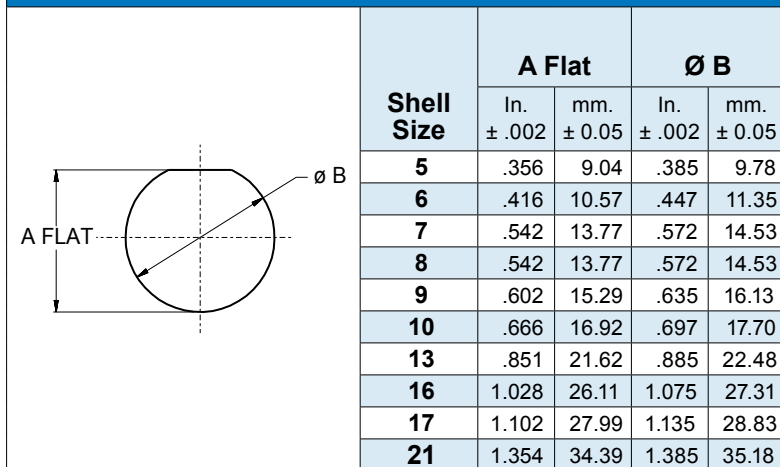 A FLAT
ø B
A Flat Ø B
Shell Size In. ± .002 mm. ± 0.05 In. ± .002 mm. ± 0.05
5 .356 9.04 .385 9.78
6 .416 10.57 .447 11.35
7 .542 13.77 .572 14.53
8 .542 13.77 .572 14.53
9 .602 15.29 .635 16.13
10 .666 16.92 .697 17.70
13 .851 21.62 .885 22.48
16 1.028 26.11 1.075 27.31
17 1.102 27.99 1.135 28.83
21 1.354 34.39 1.385 35.18